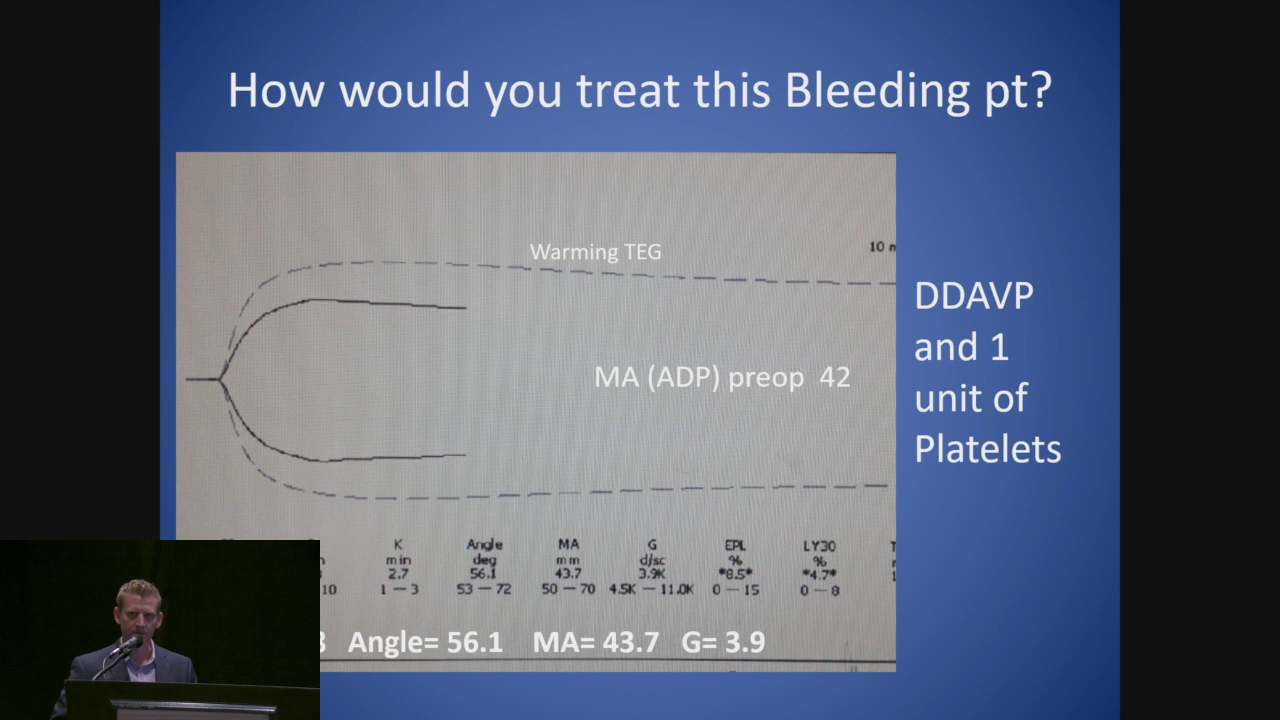 How would you treat this Bleeding pt?
Warming TEG
10
MA (ADP) preop 42
DDAVP
and 1
unit of
Platelets
K Angle MA G EPL LY30
min deg mm d/sc % %
2.7 56.1 43.7 3.9K *6.5* *4.7*
10 1 — 3 53 — 72 50 — 70 4.5K — 11.0K 0 — 15 0 — 8
Angle= 56.1 MA= 43.7 G= 3.9